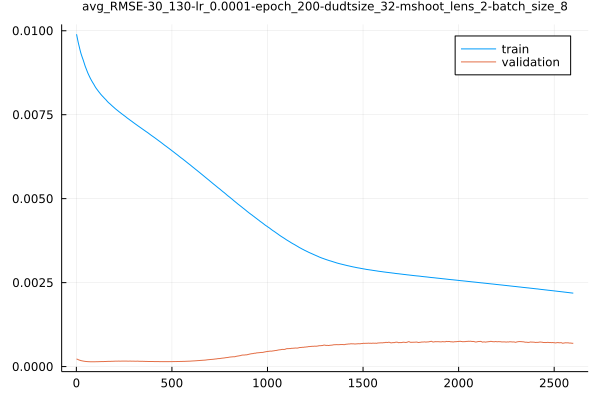 avg_RMSE-30_130-lr_0.0001-epoch_200-dudtsize_32-mshoot_lens_2-batch_size_8
0.0100
train
validation
0.0075
0.0050
0.0025
0.0000
0 500 1000 1500 2000 2500